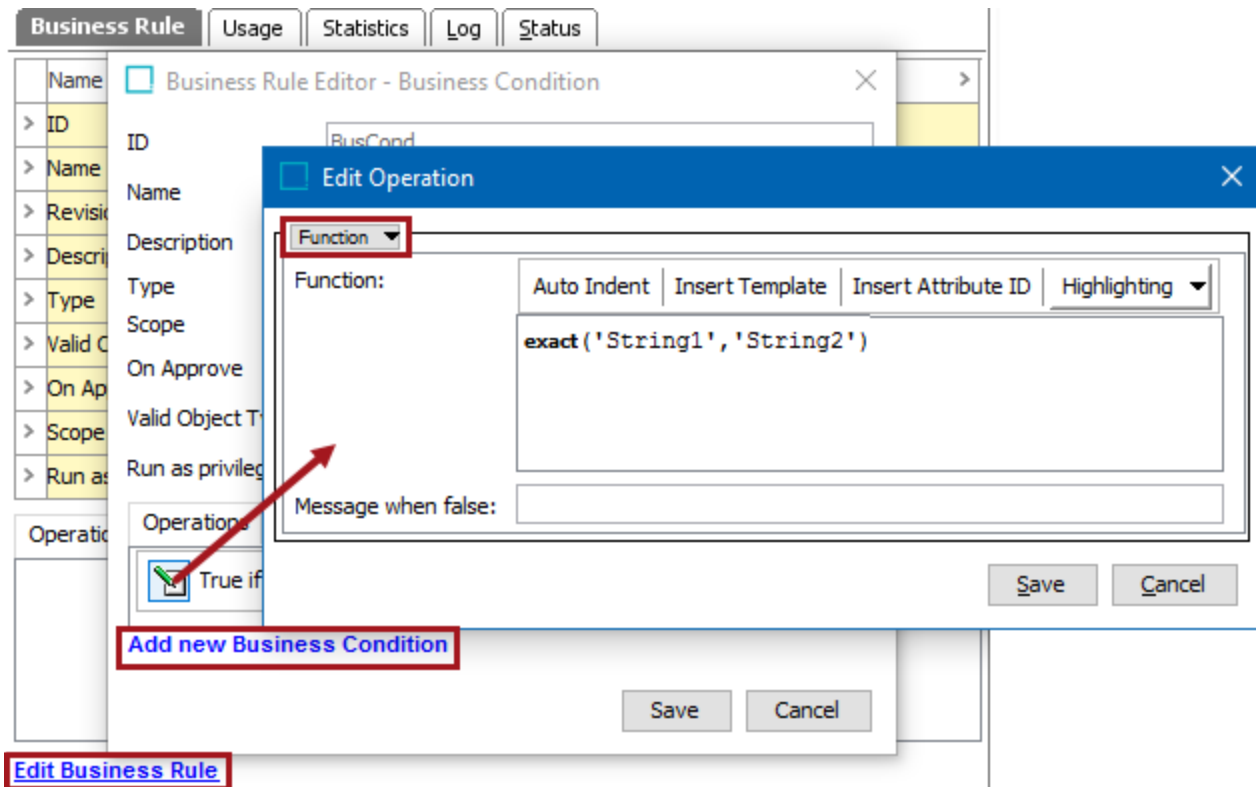 Business Rule Usage Statistics Log Status
Name >
Business Rule Editor - Business Condition
> ID
> Name
> Revisio
> Descri
> Type
> Valid O
> On Ap
> Scope
> Run as
Operatio
ID BusCond
Name
Description
Type
Scope
On Approve
Valid Object T
Run as privileg
Operations
True if
Add new Business Condition
Save Cancel
Edit Business Rule
Edit Operation
Function
Function: Auto Indent Insert Template Insert Attribute ID Highlighting
exact('String1','String2')
Message when false:
Save Cancel